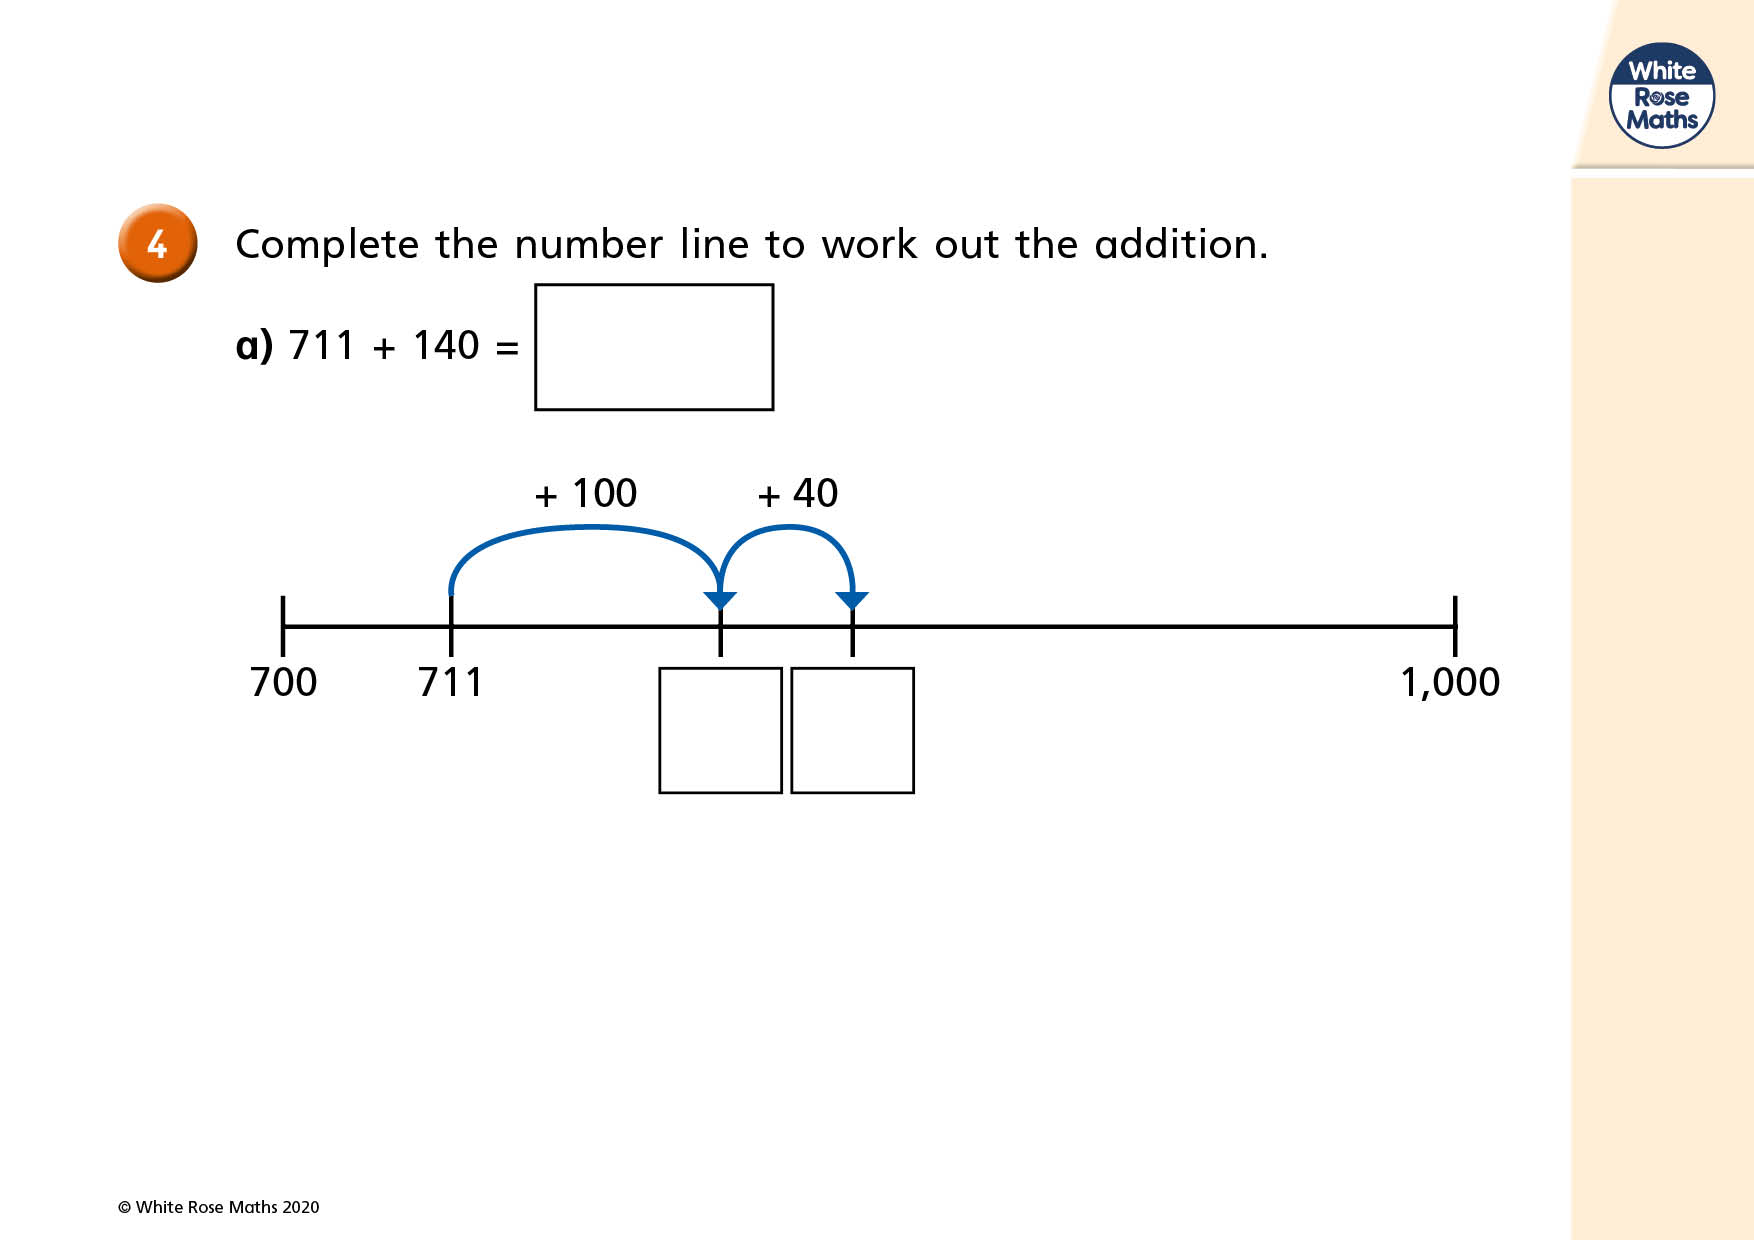 White
Rose
Maths
4 Complete the number line to work out the addition.
a) 711 + 140 =
+ 100 + 40
700 711 1,000
© White Rose Maths 2020